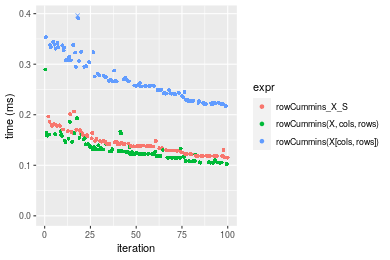 0.4
0.3
0.2
0.1
0.0
time (ms)
0
25
50
75
100
iteration
expr
rowCummins_X_S
rowCummins(X, cols, rows)
rowCummins(X[cols, rows])